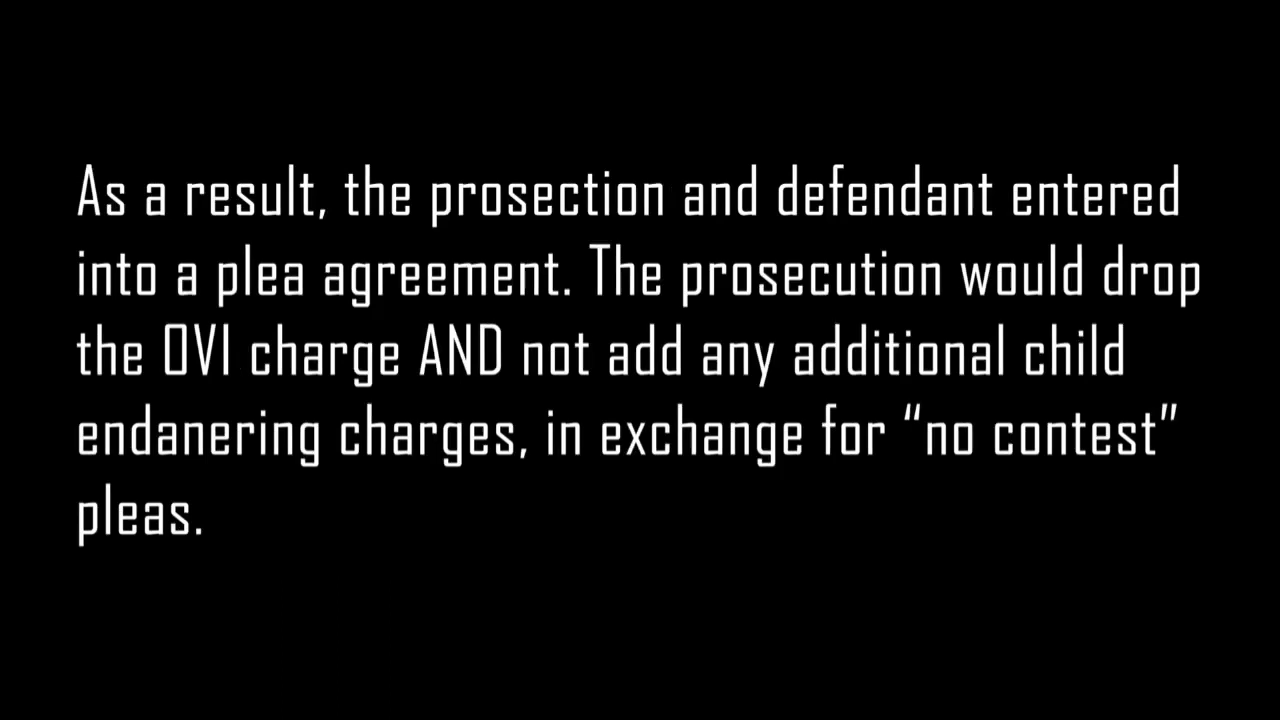 As a result, the prosection and defendant entered
into a plea agreement. The prosecution would drop
the OVI charge AND not add any additional child
endanering charges, in exchange for “no contest”
pleas.